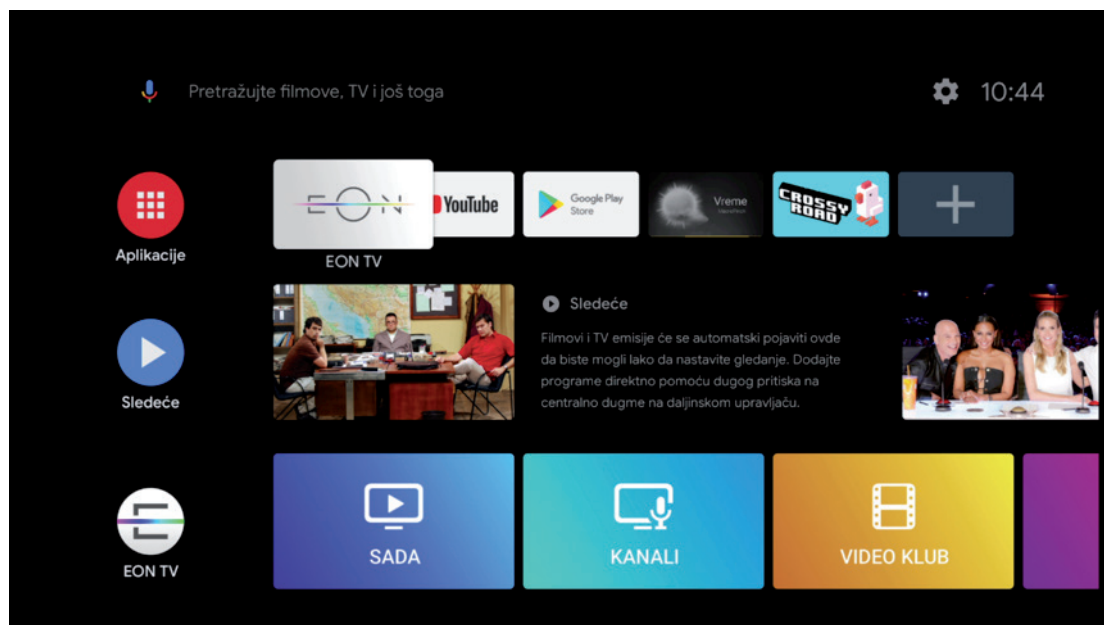 Pretražujte filmove, TV i još toga
10:44
EON
YouTube
Google Play
Store
Vreme
CROSSY
ROAD
Aplikacije
EON TV
Sledeće
Filmovi i TV emisije će se automatski pojaviti ovde
da biste mogli lako da nastavite gledanje. Dodajte
programe direktno pomoću dugog pritiska na
centralno dugme na daljinskom upravljaču.
Sledeće
SADA
KANALI
VIDEO KLUB
EON TV